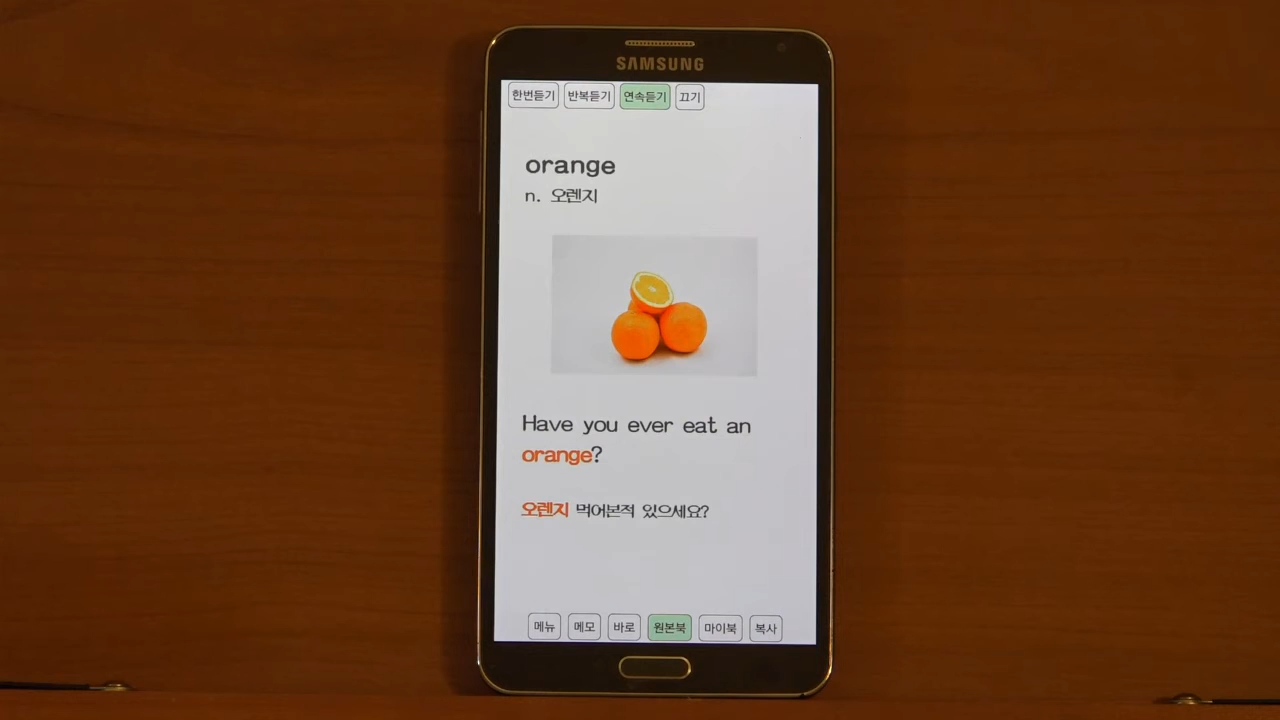 SAMSUNG
한번듣기 반복듣기 연속듣기 끄기
orange
n. 오렌지
Have you ever eat an
orange?
오렌지 먹어본적 있으세요?
메뉴 메모 바로 원본북 마이북 복사